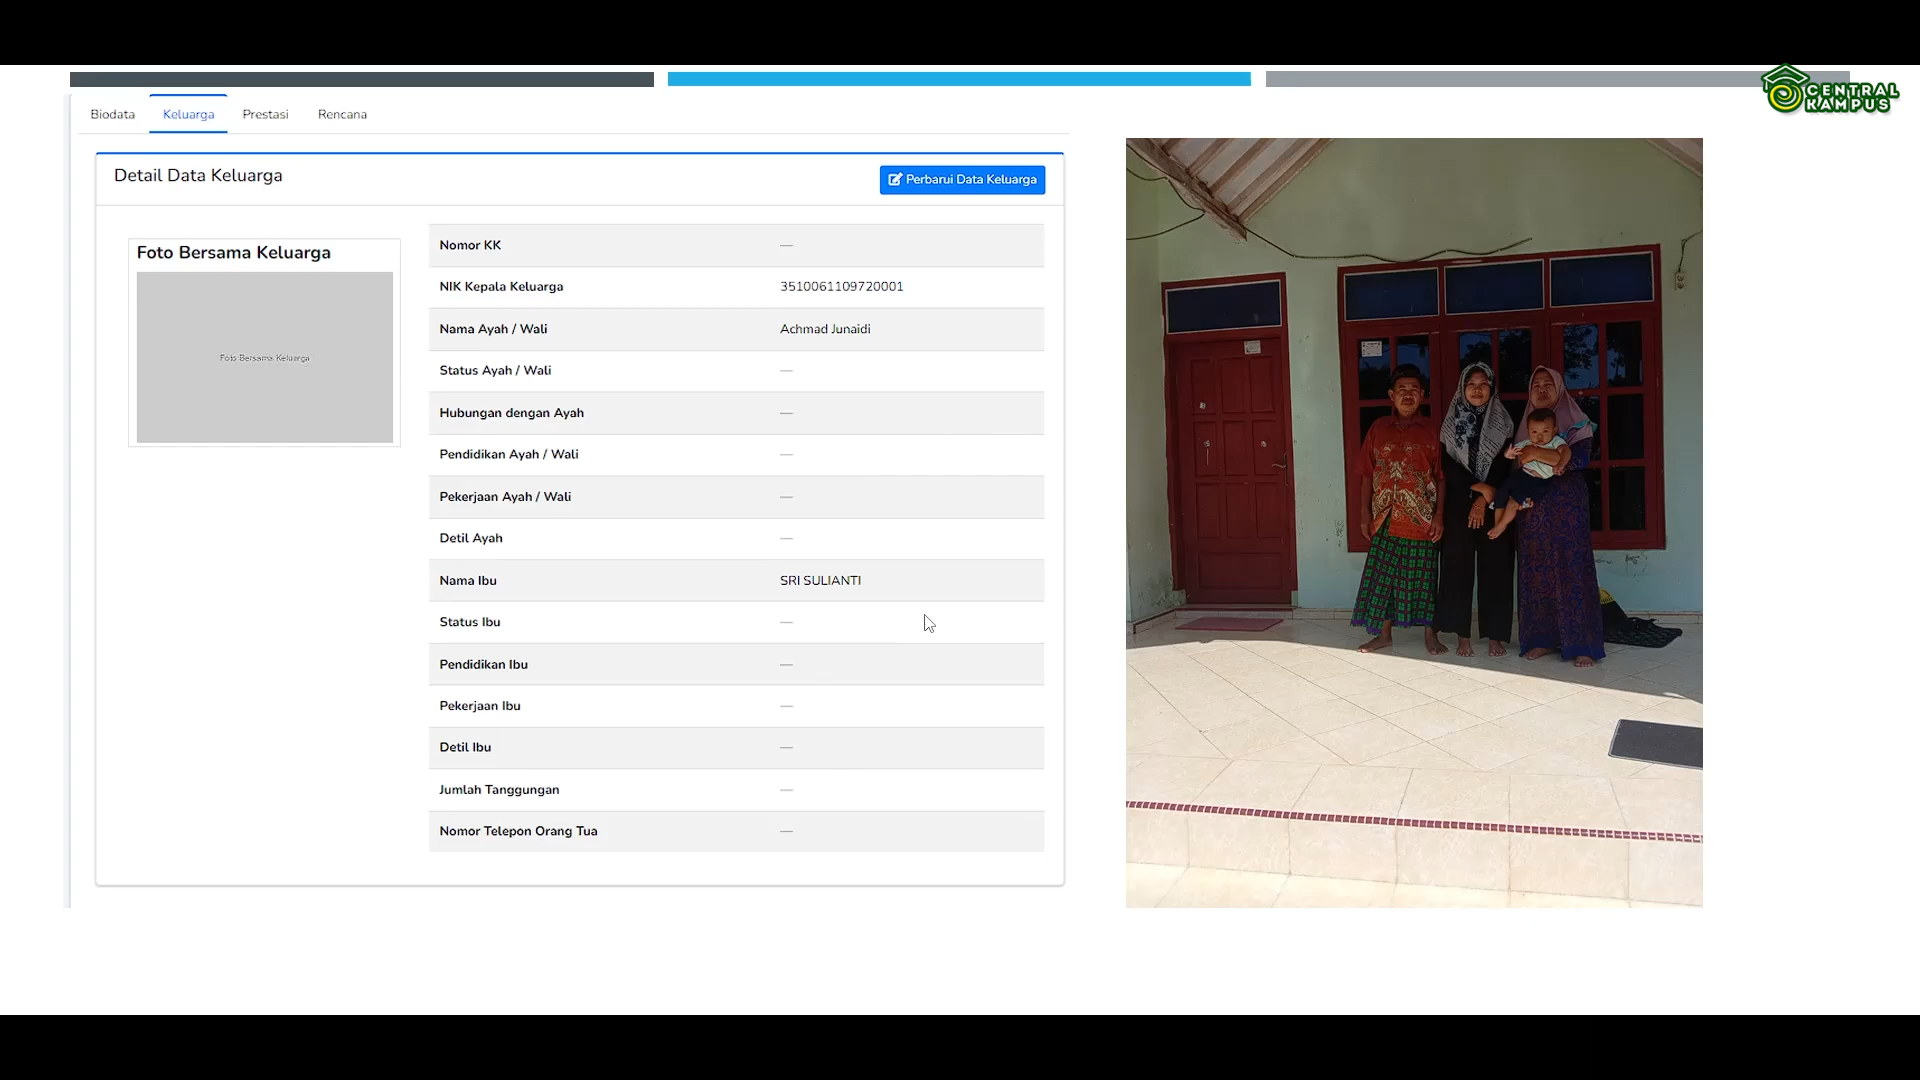 CENTRAL
KAMPUS
Biodata Keluarga Prestasi Rencana
Detail Data Keluarga
Perbarui Data Keluarga
Foto Bersama Keluarga
Foto Bersama Keluarga
Nomor KK —
NIK Kepala Keluarga 3510061109720001
Nama Ayah / Wali Achmad Junaidi
Status Ayah / Wali —
Hubungan dengan Ayah —
Pendidikan Ayah / Wali —
Pekerjaan Ayah / Wali —
Detil Ayah —
Nama Ibu SRI SULIANTI
Status Ibu —
Pendidikan Ibu —
Pekerjaan Ibu —
Detil Ibu —
Jumlah Tanggungan —
Nomor Telepon Orang Tua —